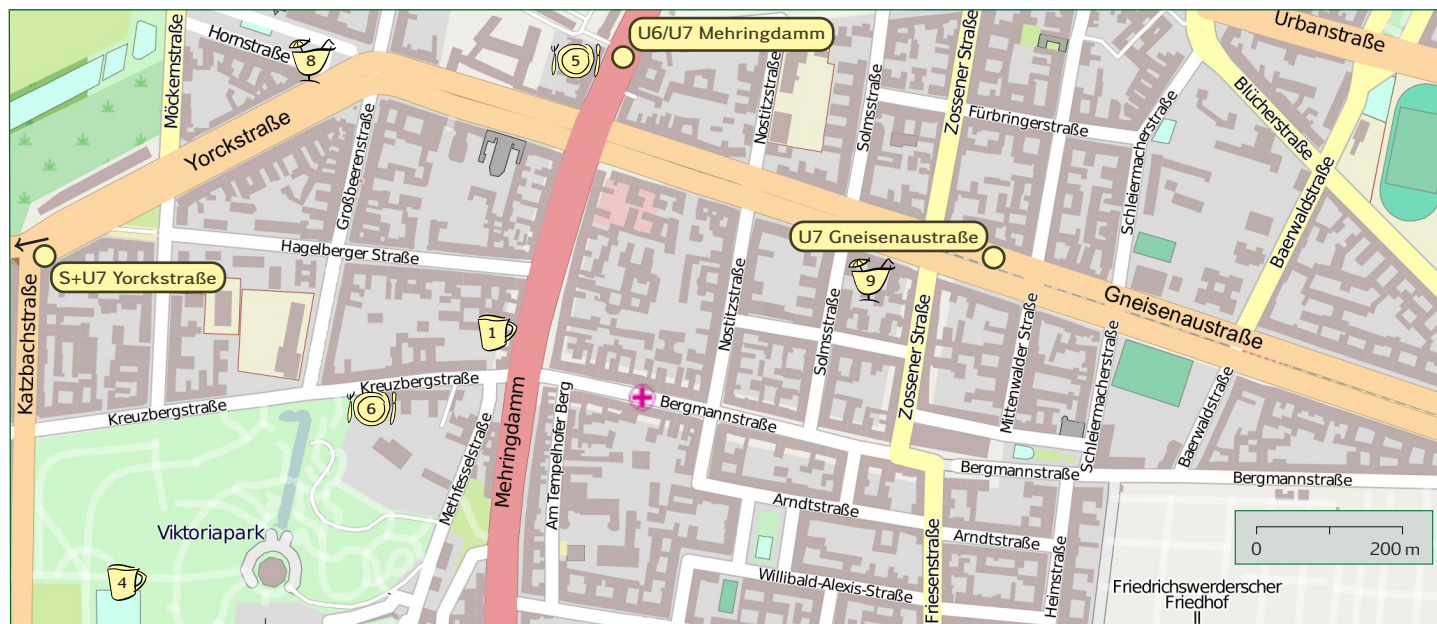 Urbanstraße
Hornstraße
8
5
U6/U7 Mehringdamm
Möckernstraße
Yorckstraße
Großbeerenstraße
Nostitzstraße
Solmsstraße
Zossener Straße
Fürbringerstraße
Schleiermacherstraße
Blücherstraße
Baerwaldstraße
Hagelberger Straße
S+U7 Yorckstraße
U7 Gneisenaustraße
9
Gneisenaustraße
Katzbachstraße
1
Nostitzstraße
Solmsstraße
Zossener Straße
Mittenwalder Straße
Schleiermacherstraße
Baerwaldstraße
Kreuzbergstraße
Kreuzbergstraße
6
Mehringdamm
Methfesselstraße
Am Tempelhofer Berg
Bergmannstraße
Bergmannstraße
Bergmannstraße
Viktoriapark
4
Arndtstraße
Arndtstraße
Willibald-Alexis-Straße
Friesenstraße
Heimstraße
0
200 m
Friedrichswerderscher
Friedhof
II